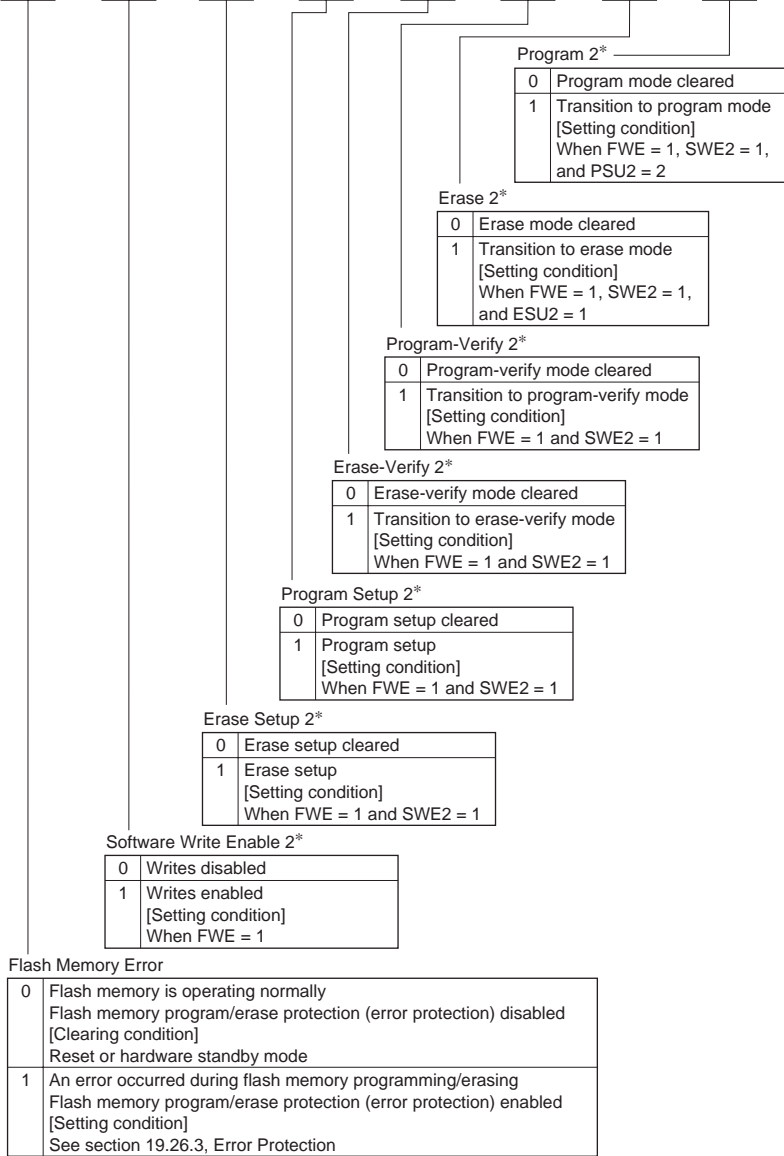 Program 2*
0 Program mode cleared
1 Transition to program mode
[Setting condition]
When FWE = 1, SWE2 = 1,
and PSU2 = 2
Erase 2*
0 Erase mode cleared
1 Transition to erase mode
[Setting condition]
When FWE = 1, SWE2 = 1,
and ESU2 = 1
Program-Verify 2*
0 Program-verify mode cleared
1 Transition to program-verify mode
[Setting condition]
When FWE = 1 and SWE2 = 1
Erase-Verify 2*
0 Erase-verify mode cleared
1 Transition to erase-verify mode
[Setting condition]
When FWE = 1 and SWE2 = 1
Program Setup 2*
0 Program setup cleared
1 Program setup
[Setting condition]
When FWE = 1 and SWE2 = 1
Erase Setup 2*
0 Erase setup cleared
1 Erase setup
[Setting condition]
When FWE = 1 and SWE2 = 1
Software Write Enable 2*
0 Writes disabled
1 Writes enabled
[Setting condition]
When FWE = 1
Flash Memory Error
0 Flash memory is operating normally
Flash memory program/erase protection (error protection) disabled
[Clearing condition]
Reset or hardware standby mode
1 An error occurred during flash memory programming/erasing
Flash memory program/erase protection (error protection) enabled
[Setting condition]
See section 19.26.3, Error Protection